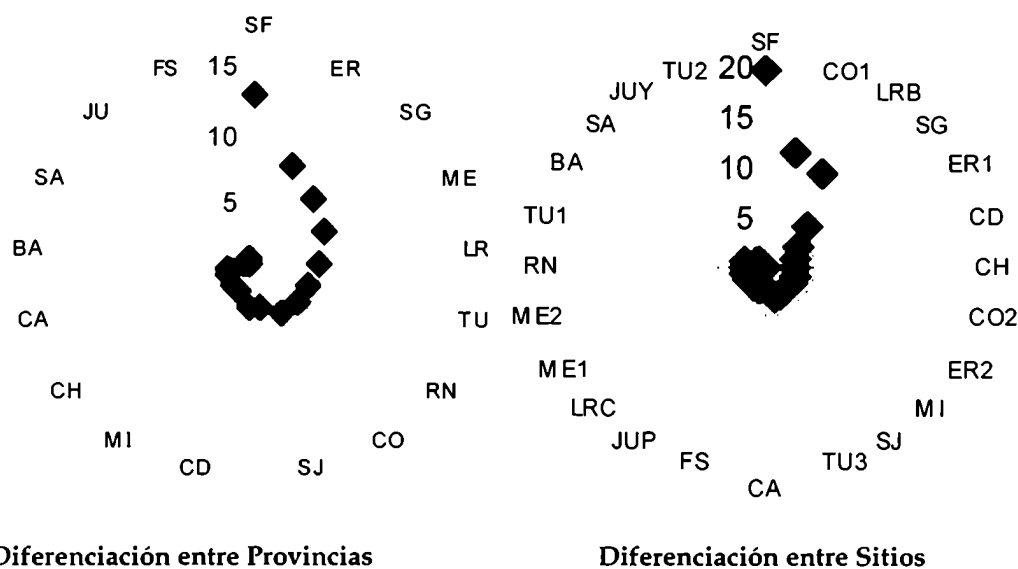 SF
FS 15 ER
JU SG
10
SA ME
5
BA LR
CA TU
CH RN
MI CO
CD SJ
Diferenciación entre Provincias
SF
TU2 20 CO1
JUY LRB
SA 15 SG
BA 10 ER1
TU1 5 CD
RN CH
ME2 CO2
ME1 ER2
LRC MI
JUP SJ
FS TU3
CA
Diferenciación entre Sitios